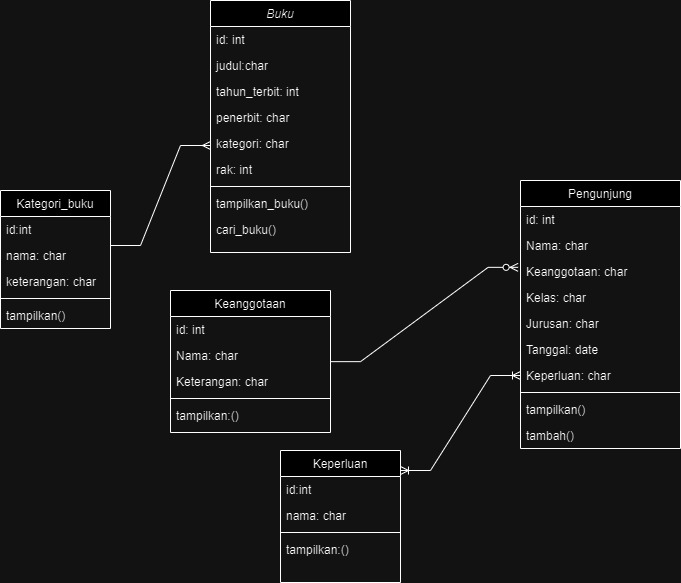 Buku
id: int
judul:char
tahun_terbit: int
penerbit: char
kategori: char
rak: int
tampilkan_buku()
cari_buku()
Kategori_buku
id:int
nama: char
keterangan: char
tampilkan()
Pengunjung
id: int
Nama: char
Keanggotaan: char
Kelas: char
Jurusan: char
Tanggal: date
Keperluan: char
tampilkan()
tambah()
Keanggotaan
id: int
Nama: char
Keterangan: char
tampilkan:()
Keperluan
id:int
nama: char
tampilkan:()